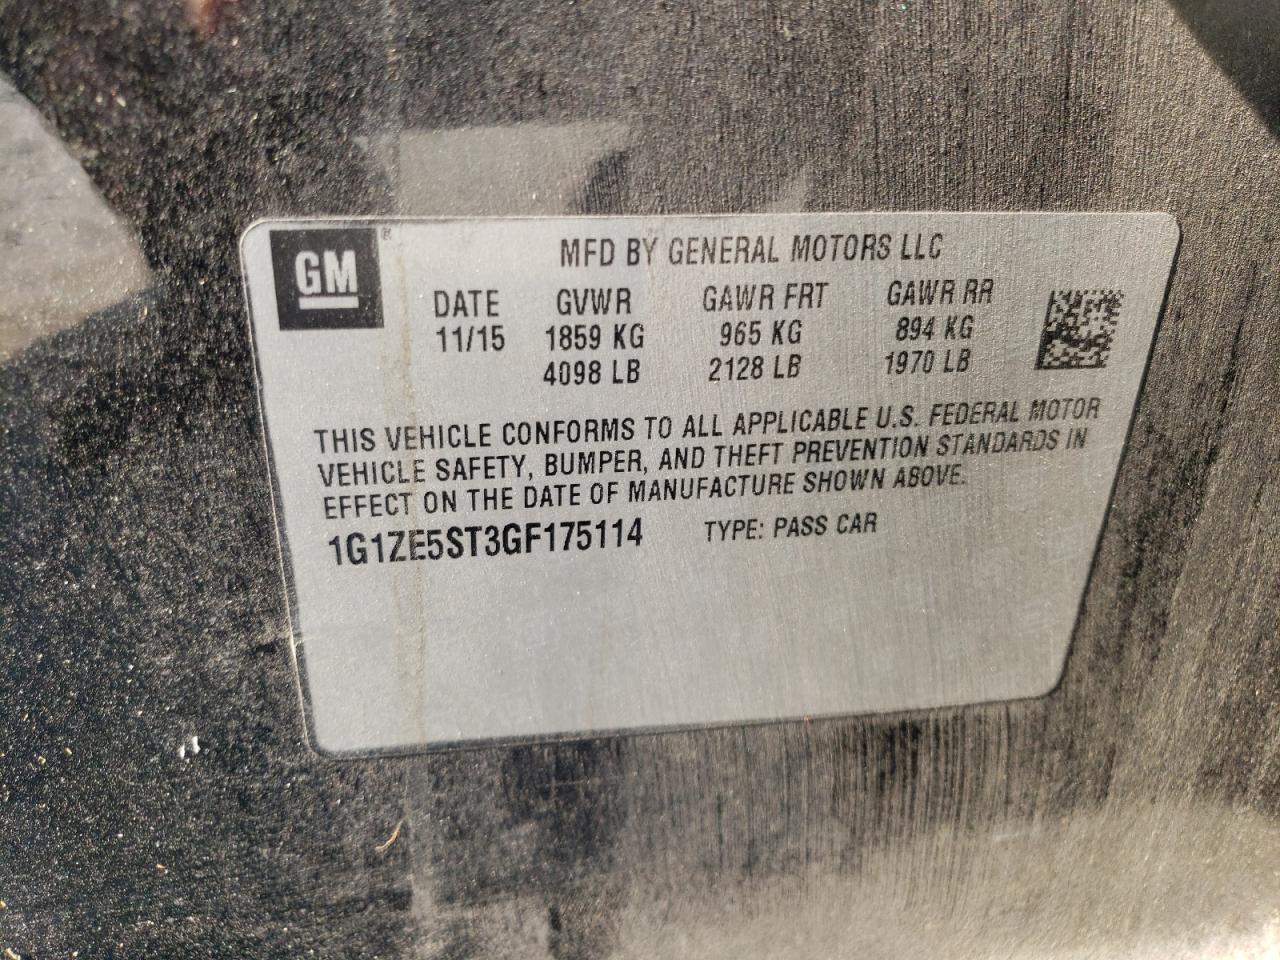 GM ®
MFD BY GENERAL MOTORS LLC
DATE GVWR GAWR FRT GAWR RR
11/15 1859 KG 965 KG 894 KG
4098 LB 2128 LB 1970 LB
THIS VEHICLE CONFORMS TO ALL APPLICABLE U.S. FEDERAL MOTOR
VEHICLE SAFETY, BUMPER, AND THEFT PREVENTION STANDARDS IN
EFFECT ON THE DATE OF MANUFACTURE SHOWN ABOVE.
1G1ZE5ST3GF175114 TYPE: PASS CAR